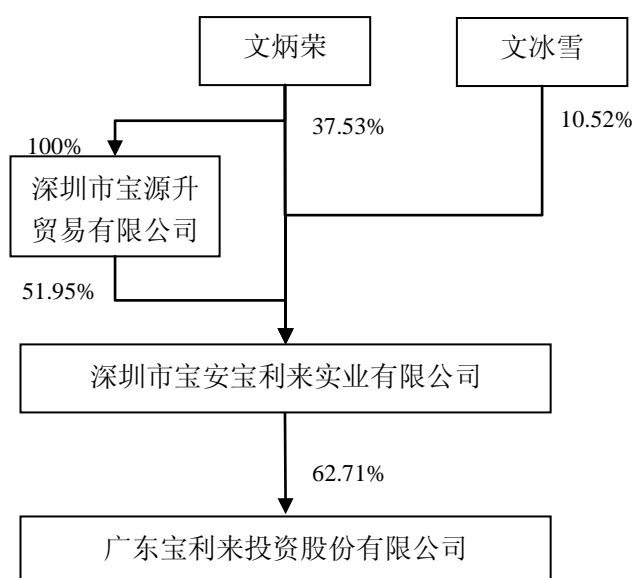 文炳荣
文冰雪
37.53%
10.52%
100%
深圳市宝源升
贸易有限公司
51.95%
深圳市宝安宝利来实业有限公司
62.71%
广东宝利来投资股份有限公司